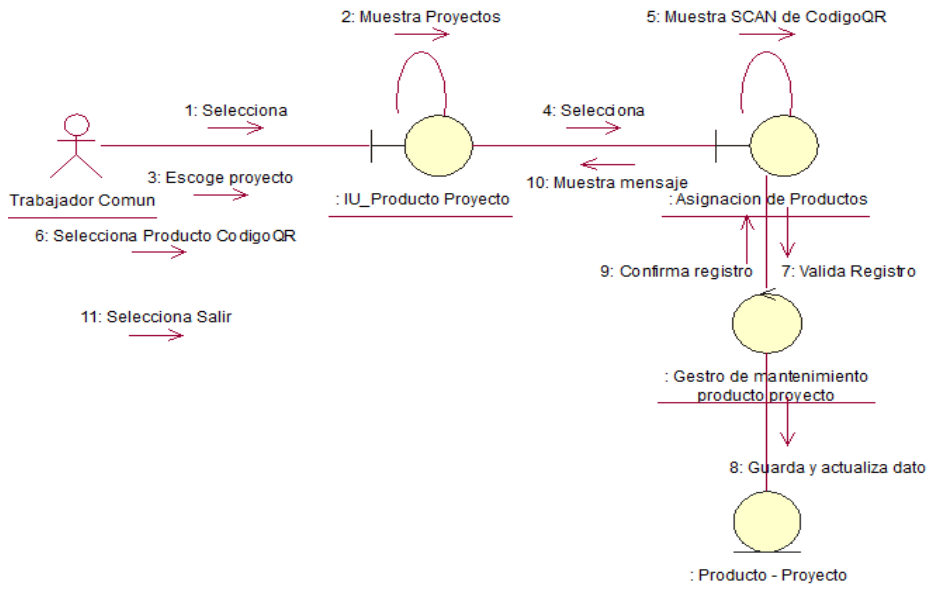 2: Muestra Proyectos
5: Muestra SCAN de CodigoQR
1: Selecciona
4: Selecciona
3: Escoge proyecto
10: Muestra mensaje
Trabajador Comun
: IU_Producto Proyecto
: Asignacion de Productos
6: Selecciona Producto CodigoQR
9: Confirma registro
7: Valida Registro
11: Selecciona Salir
: Gestro de mantenimiento
producto proyecto
8: Guarda y actualiza dato
: Producto - Proyecto